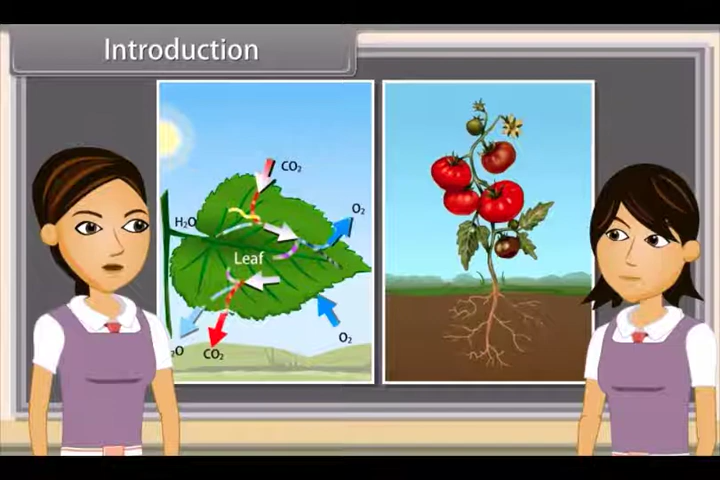 Introduction
CO₂
O₂
H₂O
Leaf
O₂
CO₂